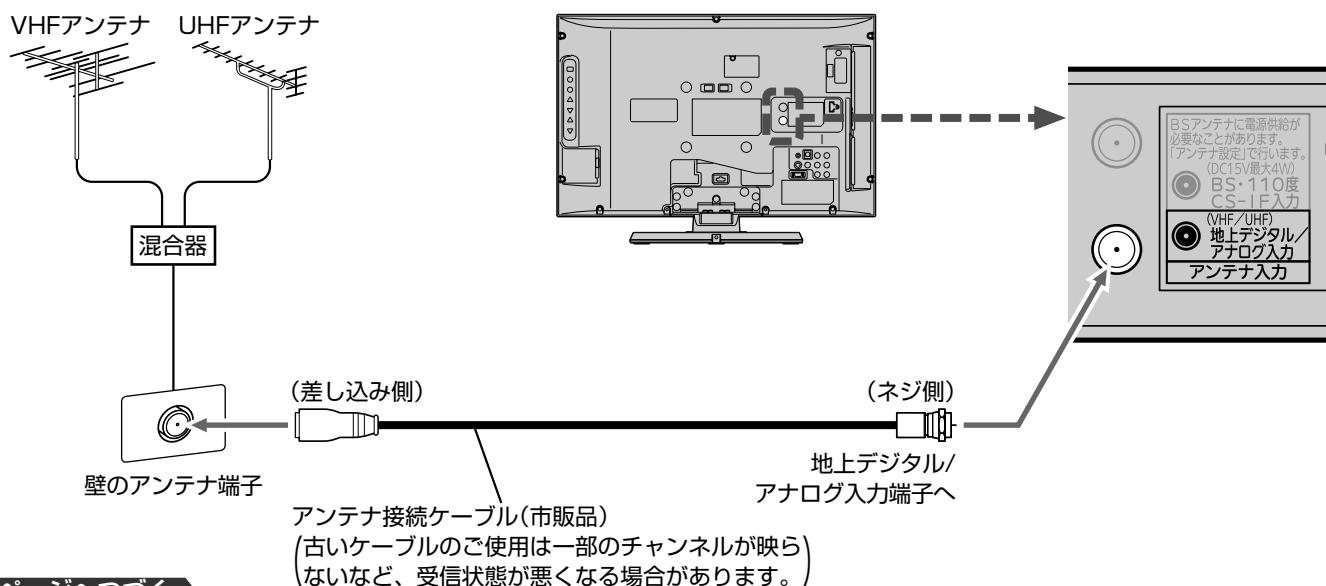 VHFアンテナ
UHFアンテナ
混合器
壁のアンテナ端子
(差し込み側)
(ネジ側)
地上デジタル/
アナログ入力端子へ
アンテナ接続ケーブル(市販品)
(古いケーブルのご使用は一部のチャンネルが映ら
ないなど、受信状態が悪くなる場合があります。)
BSアンテナに電源供給が
必要なことがあります。
「アンテナ設定」で行います。
(DC15V最大4W)
BS・110度
CS-IF入力
(VHF/UHF)
地上デジタル/
アナログ入力
アンテナ入力
ページへつづく